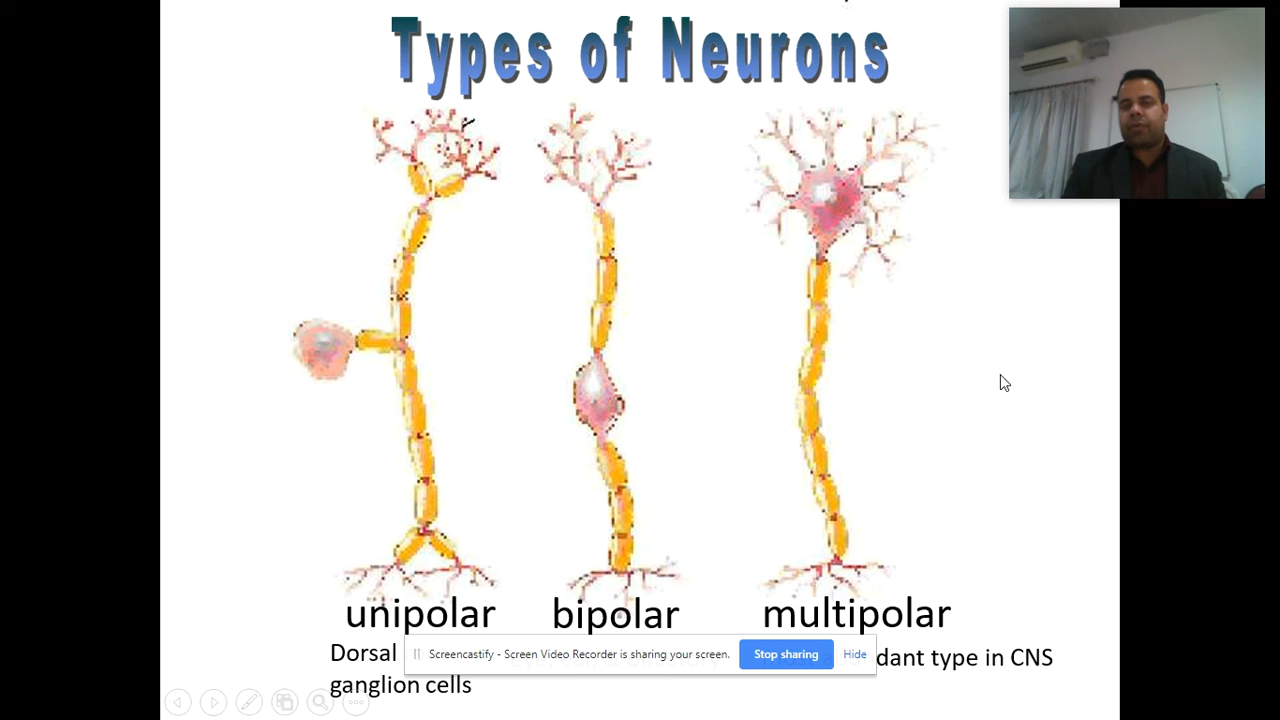 Types of Neurons
unipolar bipolar multipolar
Dorsal
ganglion cells
dant type in CNS
Screencastify - Screen Video Recorder is sharing your screen.
Stop sharing
Hide